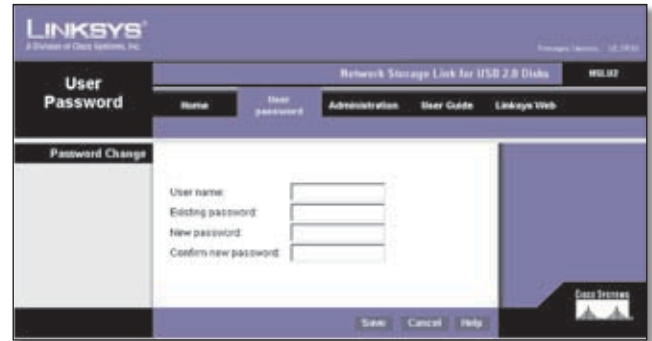 LINKSYS®
A Division of Cisco Systems, Inc.
Network Storage Link for USB 2.0 Disks
NSLU2
User
Password
Home
User
password
Administration
User Guide
Linksys Web
Password Change
User name:
Existing password:
New password:
Confirm new password:
Save
Cancel
Help
CISCO SYSTEMS